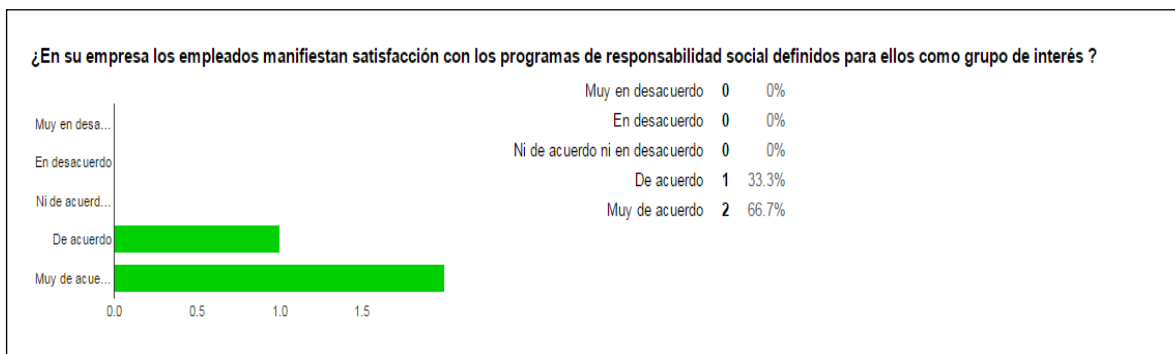 ¿En su empresa los empleados manifiestan satisfacción con los programas de responsabilidad social definidos para ellos como grupo de interés ?
Muy en desacuerdo 0 0%
En desacuerdo 0 0%
Ni de acuerdo ni en desacuerdo 0 0%
De acuerdo 1 33.3%
Muy de acuerdo 2 66.7%
Muy en desa...
En desacuerdo
Ni de acuerd...
De acuerdo
Muy de acue...
0.0 0.5 1.0 1.5